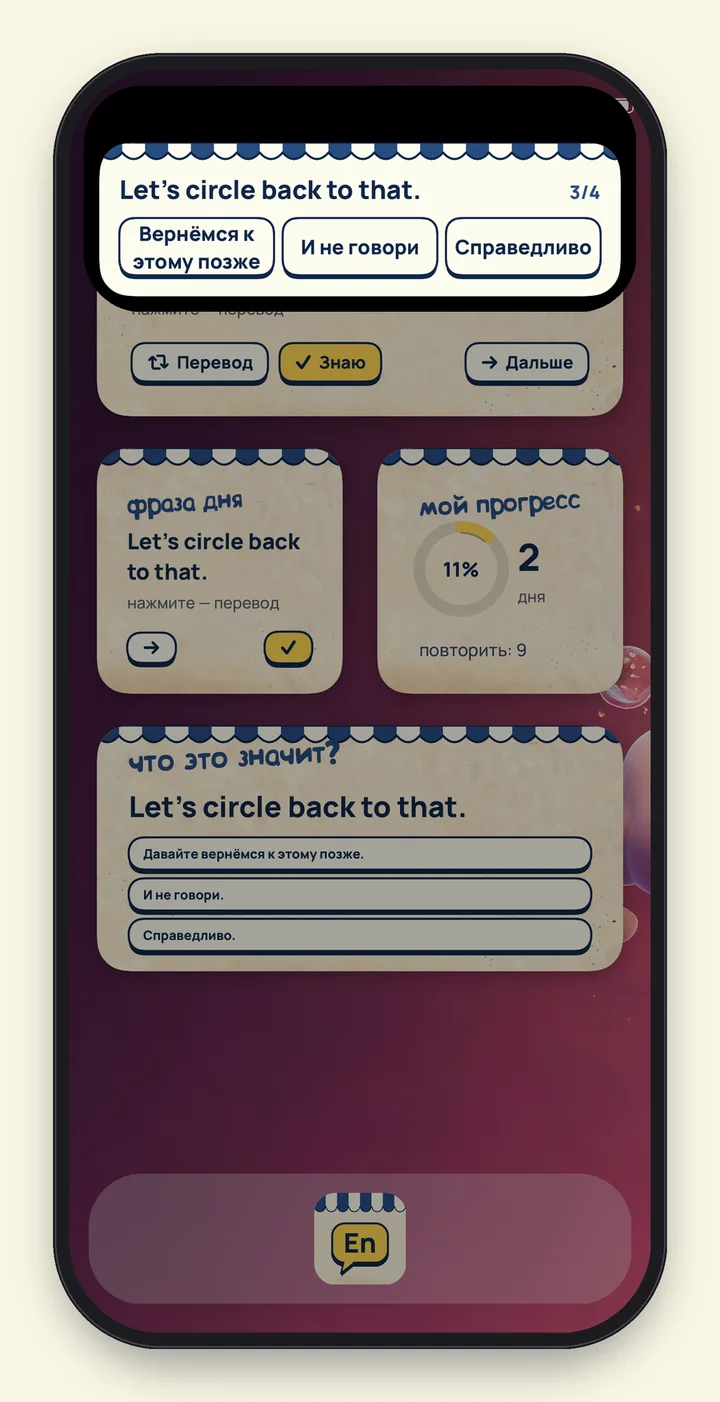 Let's circle back to that.
3/4
Вернёмся к
этому позже
И не говори
Справедливо
нажмите — перевод
Перевод
Знаю
Дальше
фраза дня
Let's circle back
to that.
нажмите — перевод
мой прогресс
11%
2
дня
повторить: 9
что это значит?
Let's circle back to that.
Давайте вернёмся к этому позже.
И не говори.
Справедливо.
En